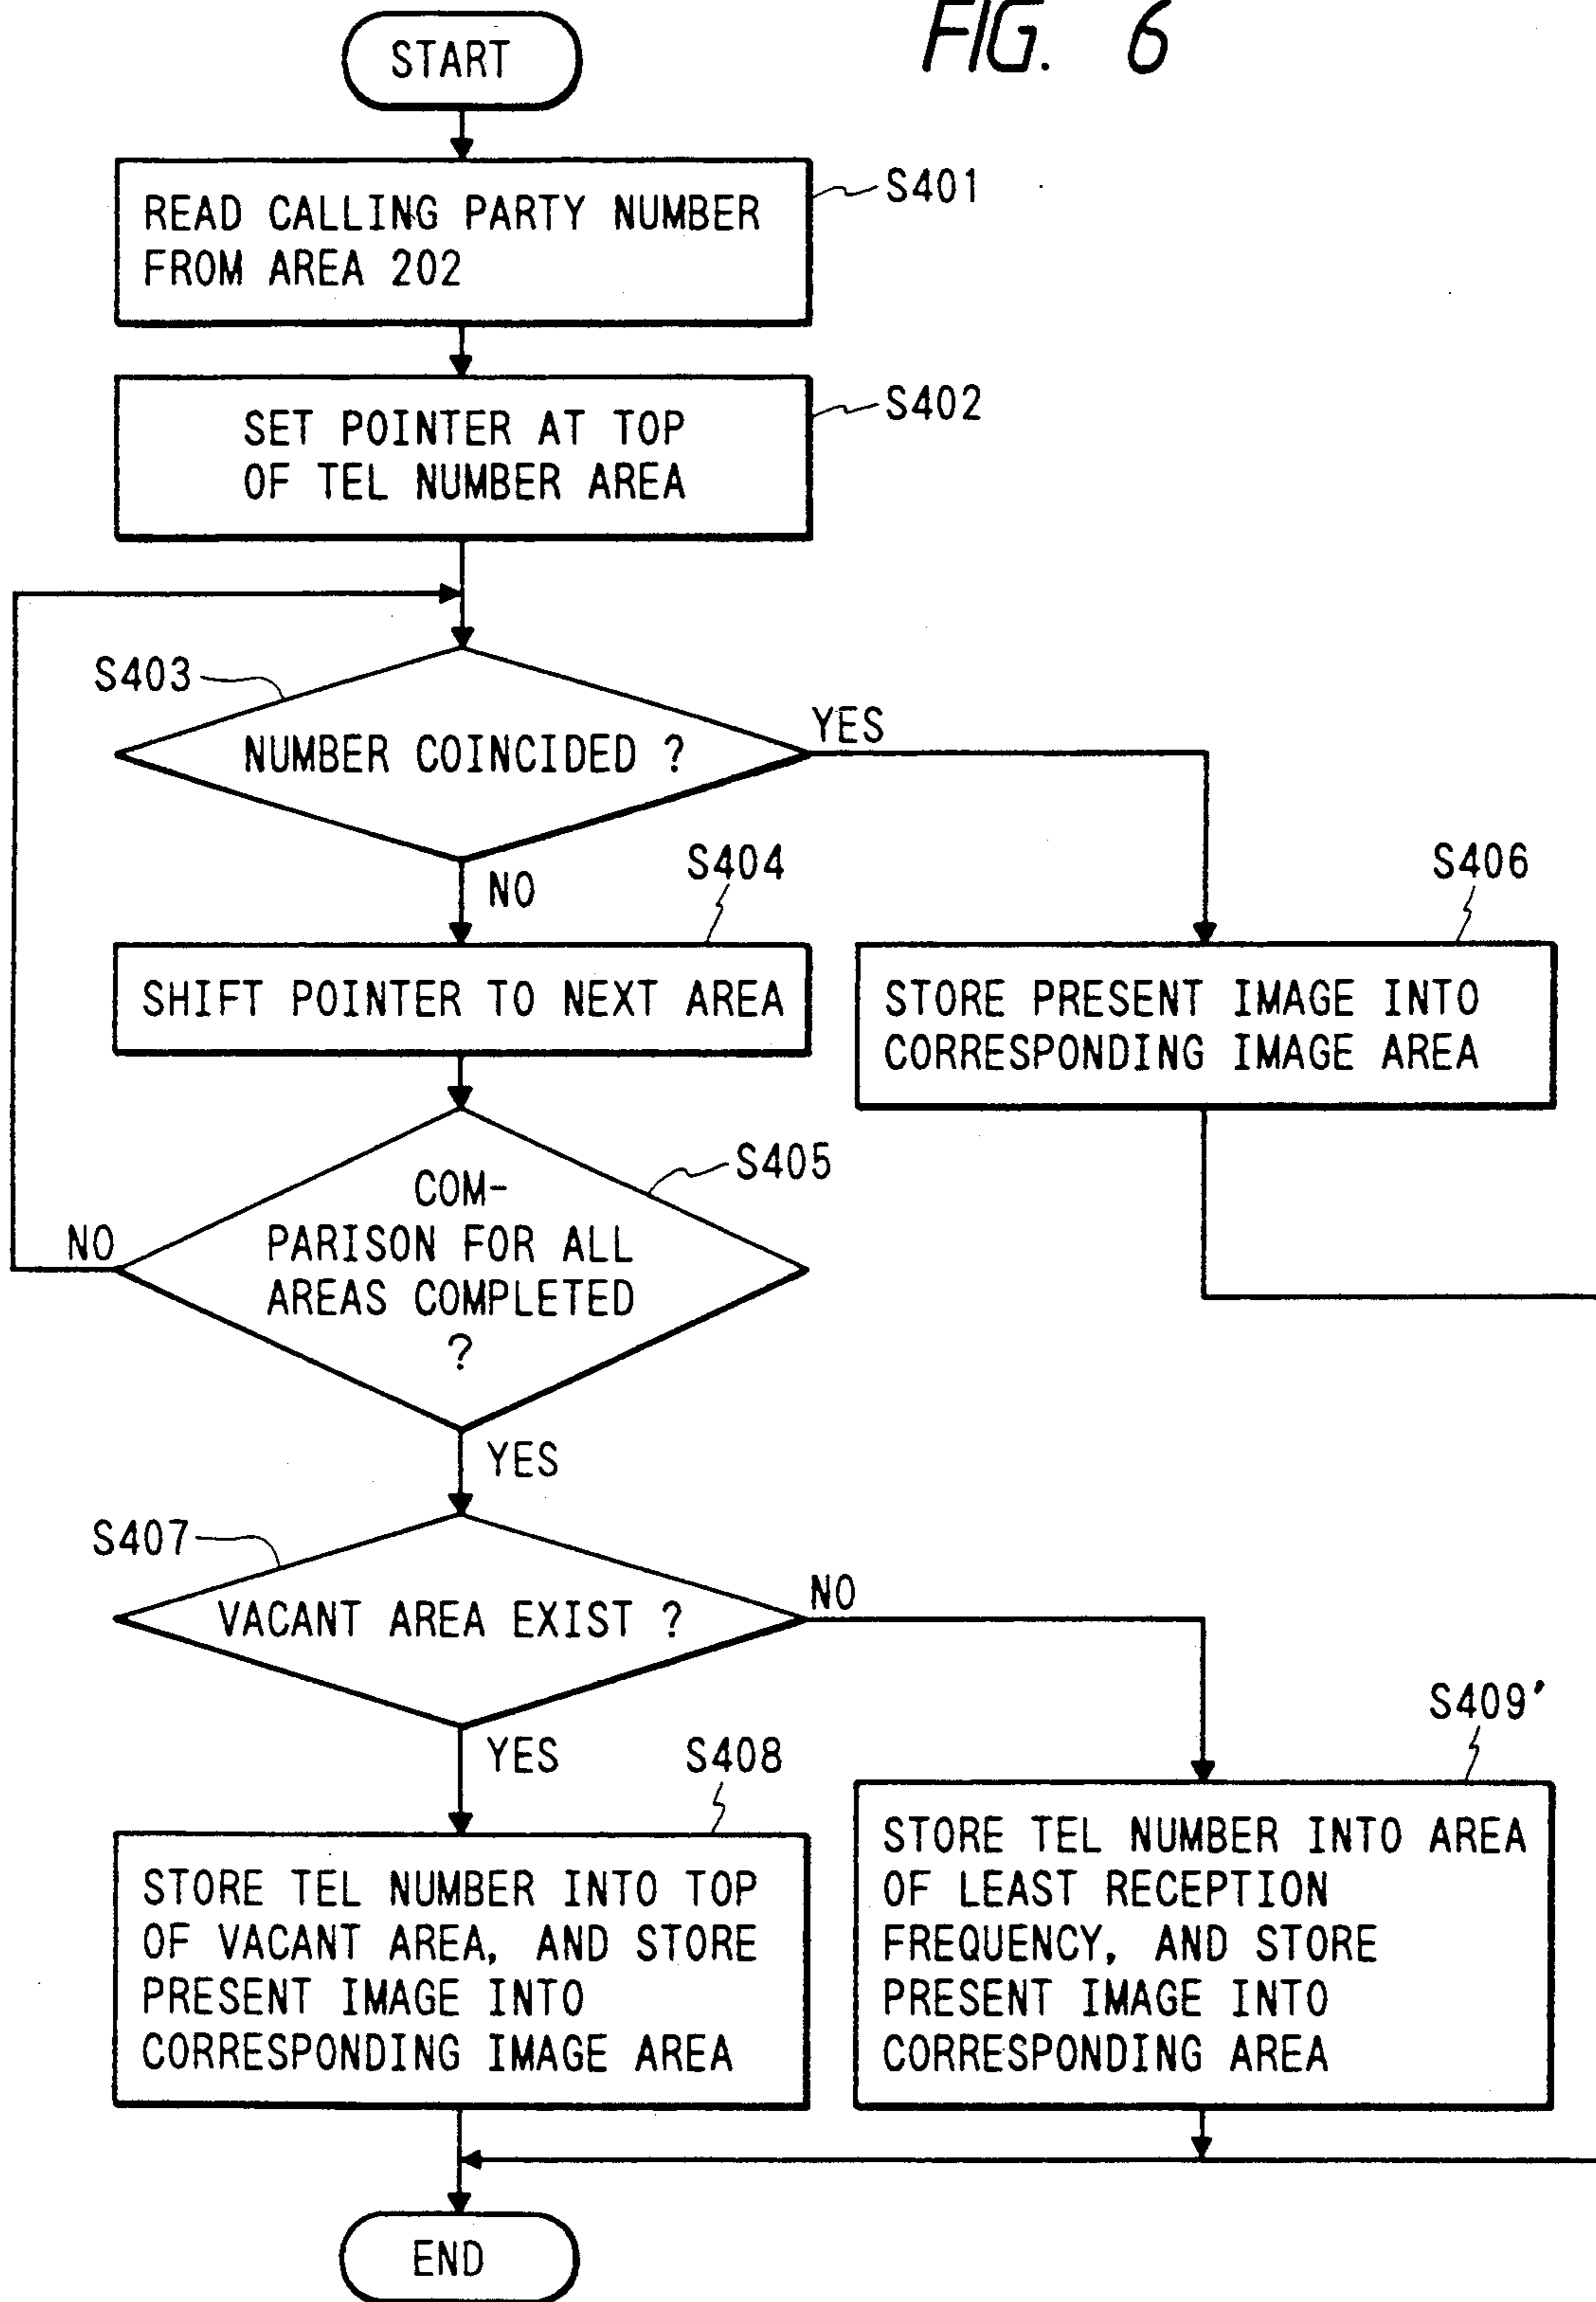 FIG. 6
START
S401
READ CALLING PARTY NUMBER
FROM AREA 202
S402
SET POINTER AT TOP
OF TEL NUMBER AREA
S403
NUMBER COINCIDED ?
YES
NO
S404
SHIFT POINTER TO NEXT AREA
S406
STORE PRESENT IMAGE INTO
CORRESPONDING IMAGE AREA
S405
COM-
PARISON FOR ALL
AREAS COMPLETED
?
NO
YES
S407
VACANT AREA EXIST ?
NO
YES
S408
STORE TEL NUMBER INTO TOP
OF VACANT AREA, AND STORE
PRESENT IMAGE INTO
CORRESPONDING IMAGE AREA
S409'
STORE TEL NUMBER INTO AREA
OF LEAST RECEPTION
FREQUENCY, AND STORE
PRESENT IMAGE INTO
CORRESPONDING AREA
END